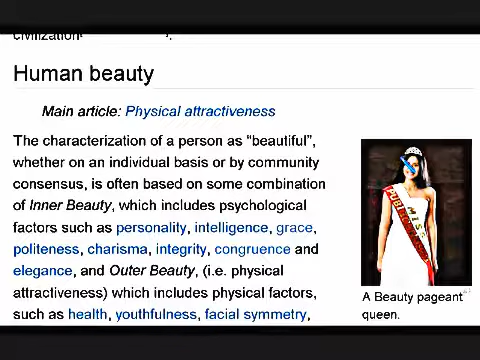 Human beauty
Main article: Physical attractiveness
The characterization of a person as “beautiful”,
whether on an individual basis or by community
consensus, is often based on some combination
of Inner Beauty, which includes psychological
factors such as personality, intelligence, grace,
politeness, charisma, integrity, congruence and
elegance, and Outer Beauty, (i.e. physical
attractiveness) which includes physical factors,
such as health, youthfulness, facial symmetry,
MISS
A Beauty pageant
queen.